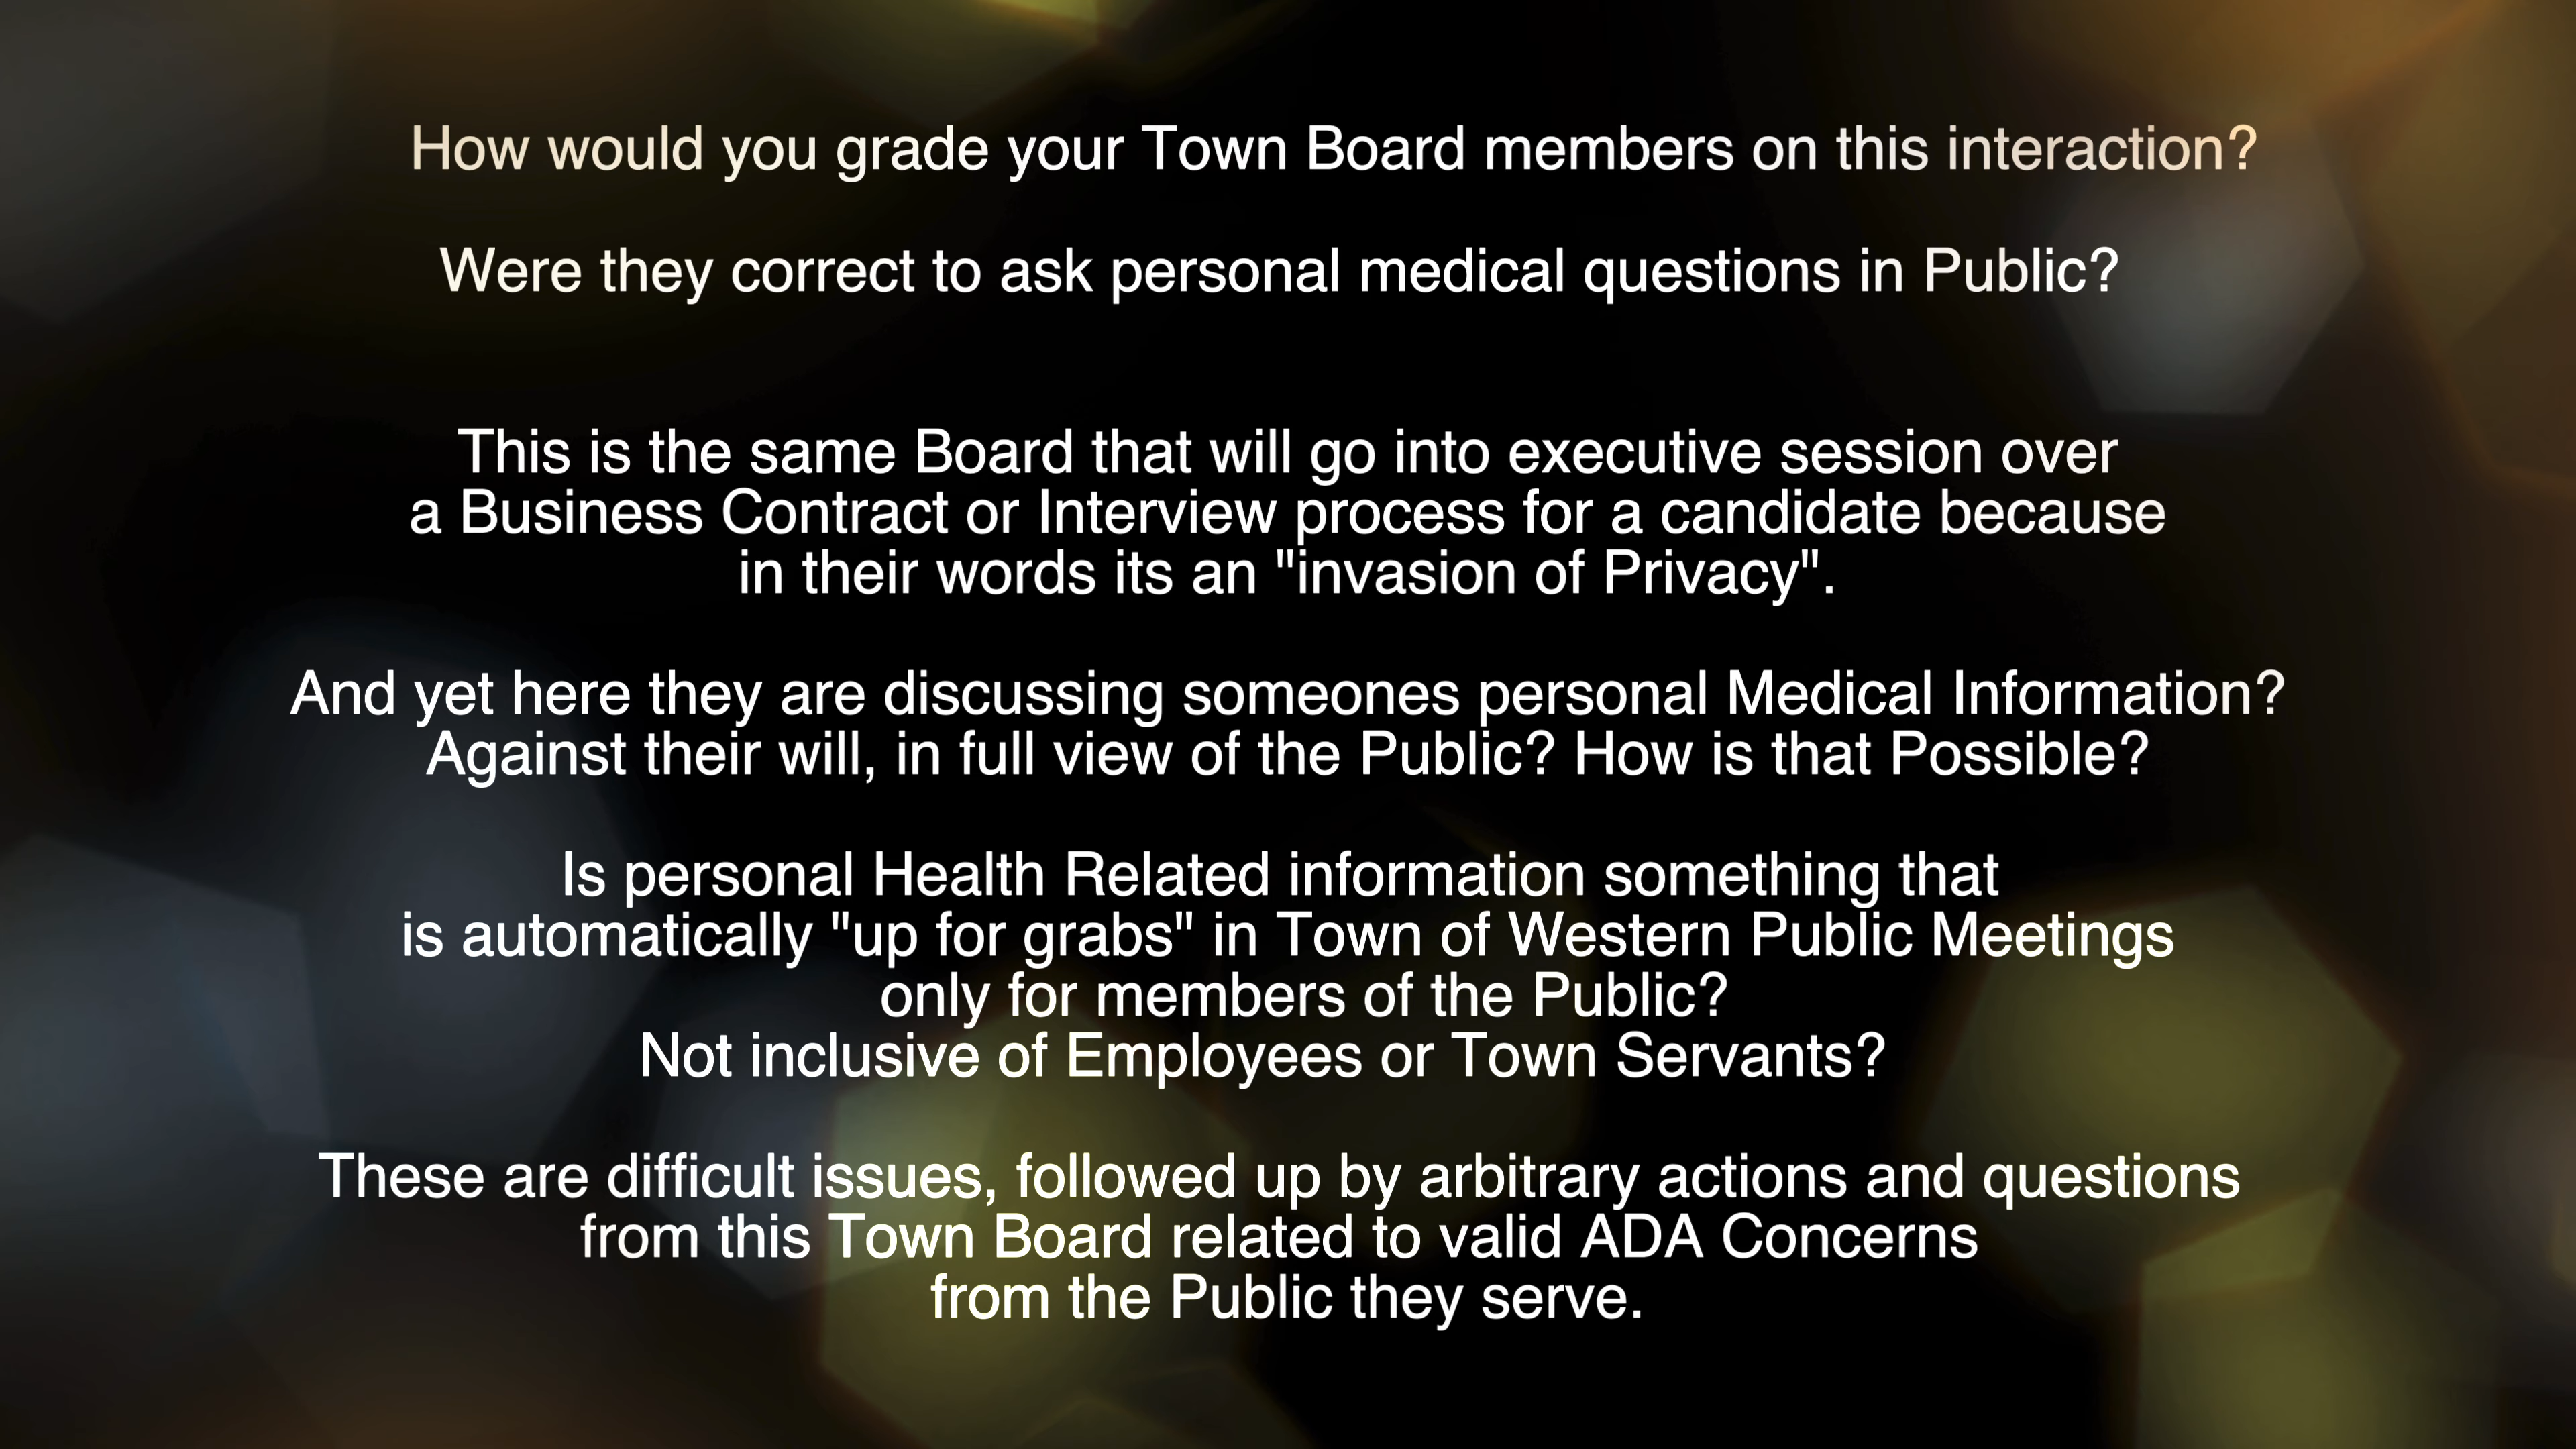 How would you grade your Town Board members on this interaction?
Were they correct to ask personal medical questions in Public?
This is the same Board that will go into executive session over
a Business Contract or Interview process for a candidate because
in their words its an "invasion of Privacy".
And yet here they are discussing someones personal Medical Information?
Against their will, in full view of the Public? How is that Possible?
Is personal Health Related information something that
is automatically "up for grabs" in Town of Western Public Meetings
only for members of the Public?
Not inclusive of Employees or Town Servants?
These are difficult issues, followed up by arbitrary actions and questions
from this Town Board related to valid ADA Concerns
from the Public they serve.